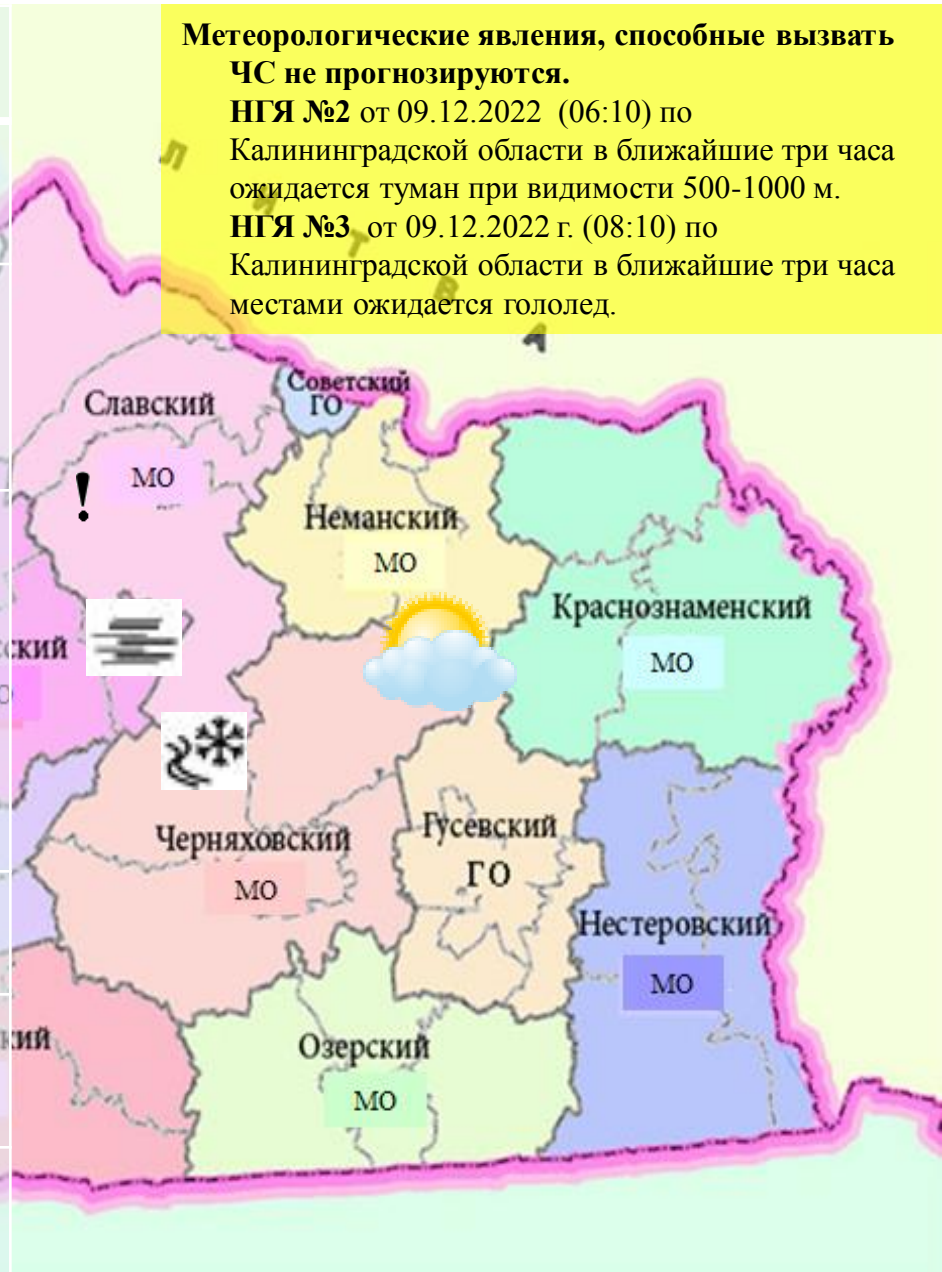 Метеорологические явления, способные вызвать
ЧС не прогнозируются.
НГЯ №2 от 09.12.2022 (06:10) по
Калининградской области в ближайшие три часа
ожидается туман при видимости 500-1000 м.
НГЯ №3 от 09.12.2022 г. (08:10) по
Калининградской области в ближайшие три часа
местами ожидается гололед.
Л И Т В А
Советский
ГО
Славский
МО
!
Неманский
МО
Краснознаменский
МО
ский
Черняховский
МО
Гусевский
ГО
Нестеровский
МО
кий
Озерский
МО